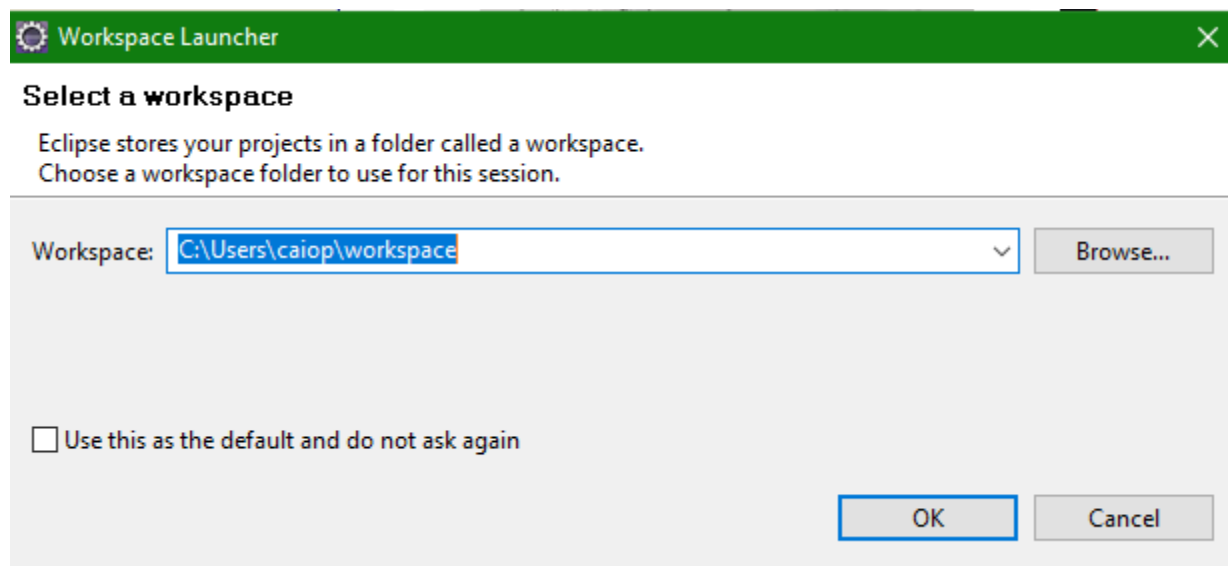 Workspace Launcher
Select a workspace
Eclipse stores your projects in a folder called a workspace.
Choose a workspace folder to use for this session.
Workspace: C:\Users\caiop\workspace Browse...
Use this as the default and do not ask again
OK Cancel